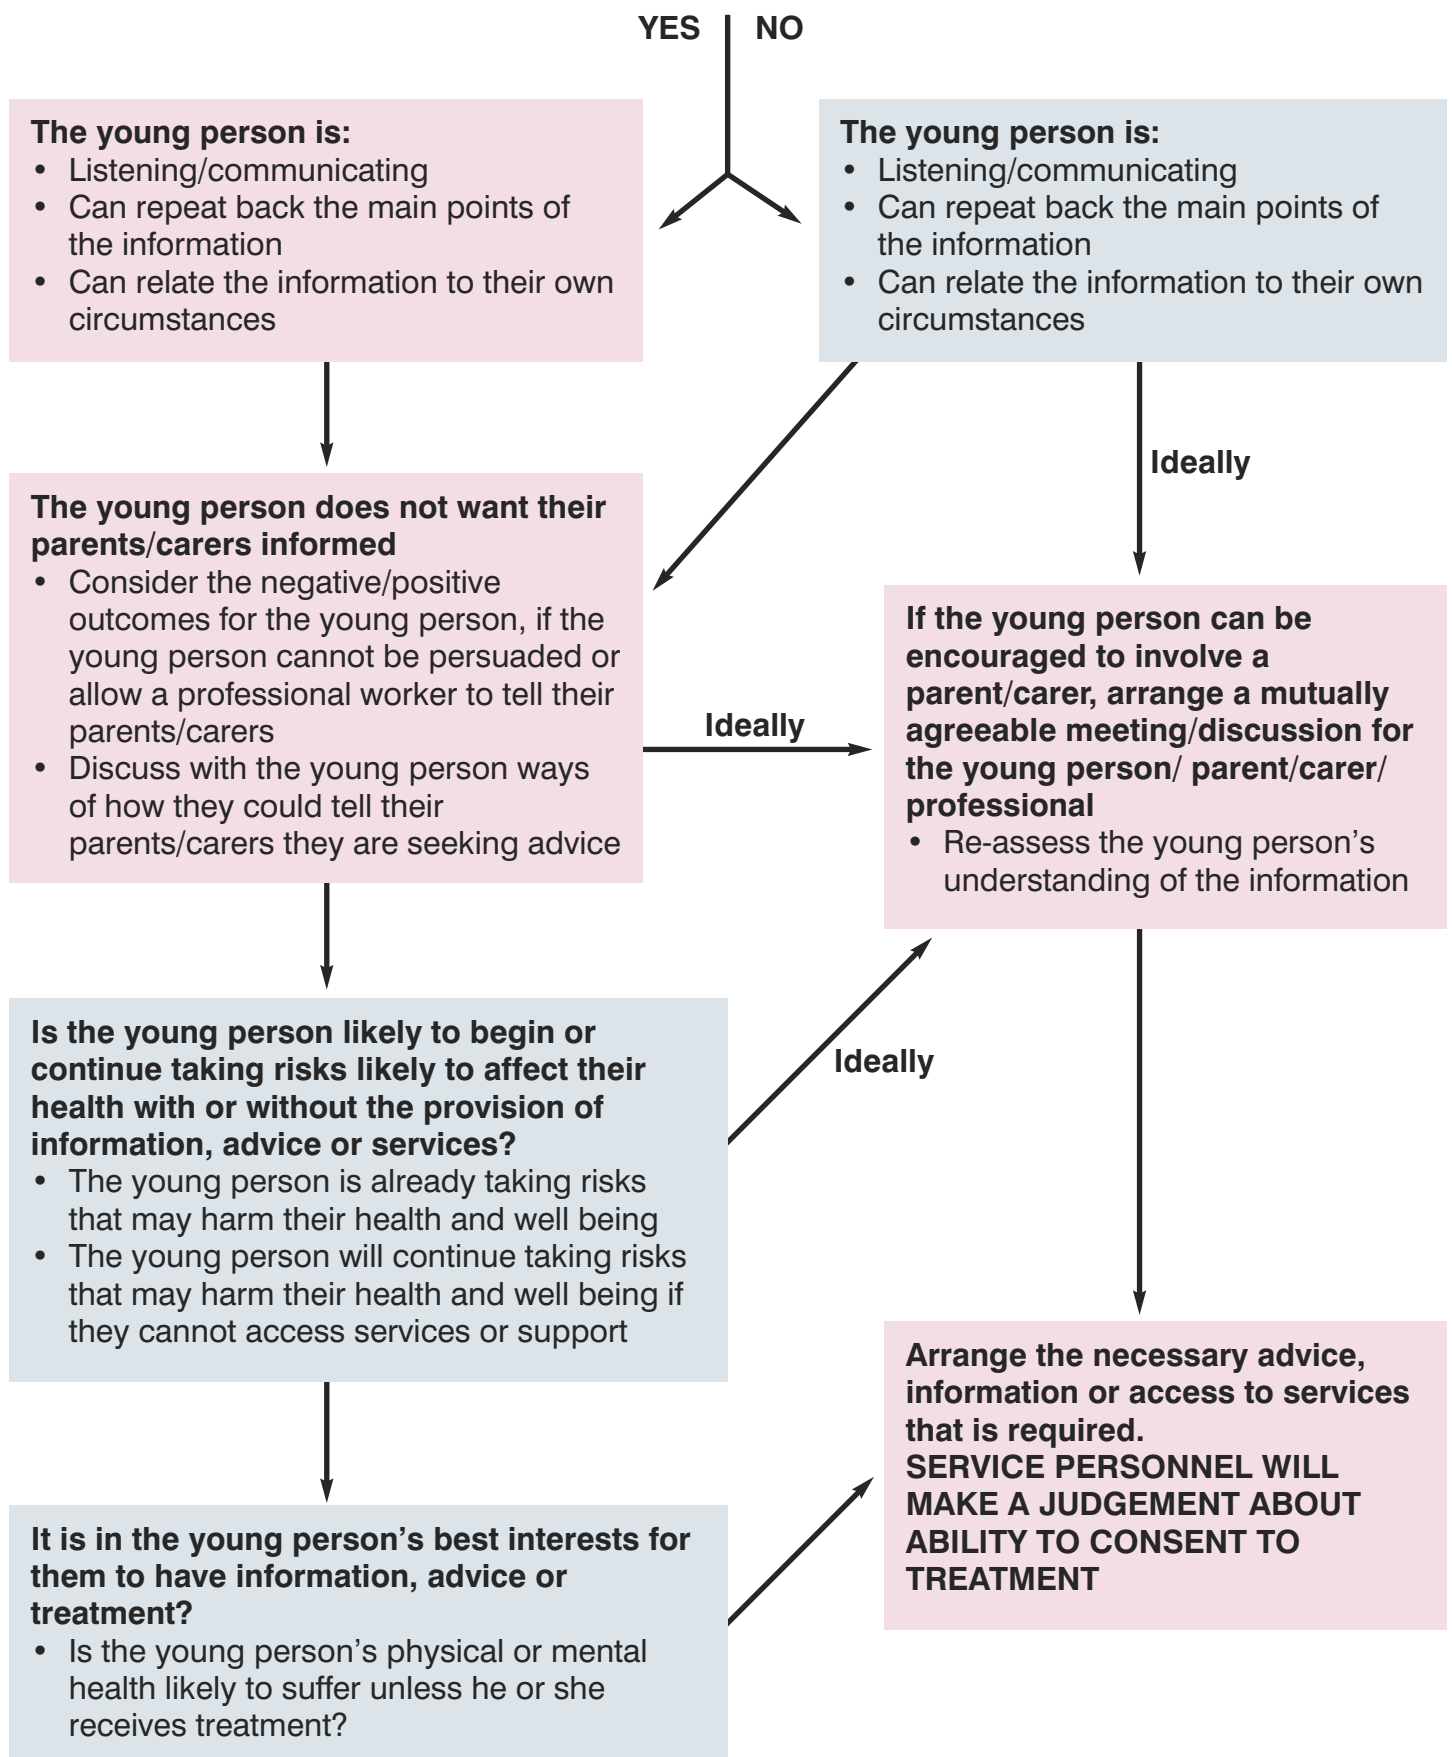 YES NO
The young person is:
• Listening/communicating
• Can repeat back the main points of
the information
• Can relate the information to their own
circumstances
The young person is:
• Listening/communicating
• Can repeat back the main points of
the information
• Can relate the information to their own
circumstances
Ideally
The young person does not want their
parents/carers informed
• Consider the negative/positive
outcomes for the young person, if the
young person cannot be persuaded or
allow a professional worker to tell their
parents/carers
• Discuss with the young person ways
of how they could tell their
parents/carers they are seeking advice
Ideally
If the young person can be
encouraged to involve a
parent/carer, arrange a mutually
agreeable meeting/discussion for
the young person/ parent/carer/
professional
• Re-assess the young person’s
understanding of the information
Is the young person likely to begin or
continue taking risks likely to affect their
health with or without the provision of
information, advice or services?
• The young person is already taking risks
that may harm their health and well being
• The young person will continue taking risks
that may harm their health and well being if
they cannot access services or support
Ideally
Arrange the necessary advice,
information or access to services
that is required.
SERVICE PERSONNEL WILL
MAKE A JUDGEMENT ABOUT
ABILITY TO CONSENT TO
TREATMENT
It is in the young person’s best interests for
them to have information, advice or
treatment?
• Is the young person’s physical or mental
health likely to suffer unless he or she
receives treatment?